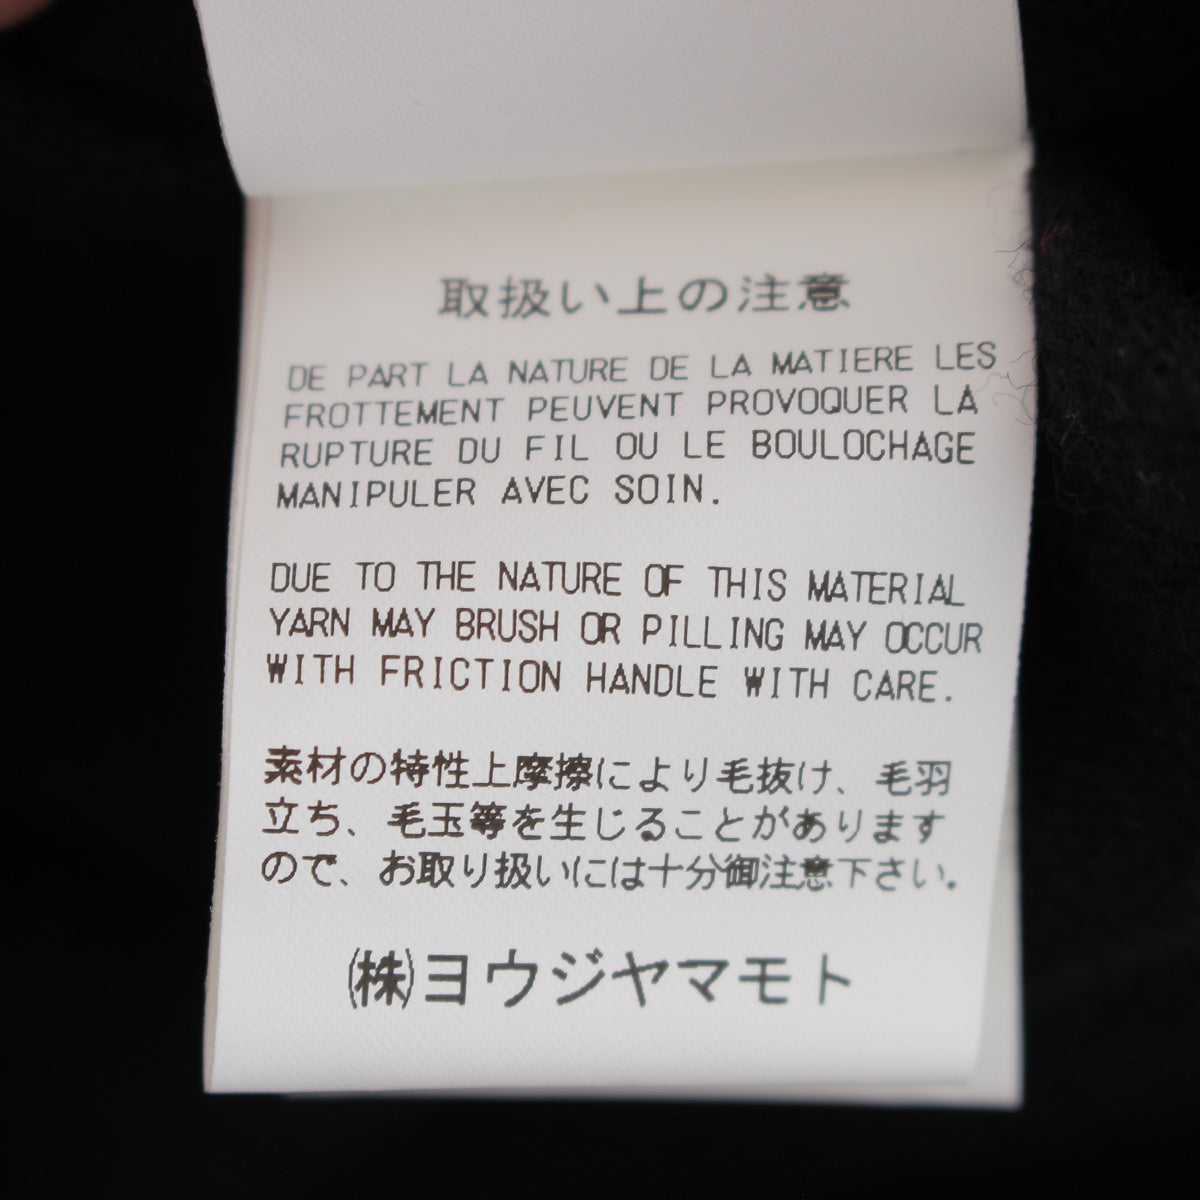 取扱い上の注意
DE PART LA NATURE DE LA MATIERE LES
FROTTEMENT PEUVENT PROVOQUER LA
RUPTURE DU FIL OU LE BOULOCHAGE
MANIPULER AVEC SOIN.
DUE TO THE NATURE OF THIS MATERIAL
YARN MAY BRUSH OR PILLING MAY OCCUR
WITH FRICTION HANDLE WITH CARE.
素材の特性上摩擦により毛抜け、毛羽
立ち、毛玉等を生じることがあります
ので、お取り扱いには十分御注意下さい。
(株)ヨウジヤマモト